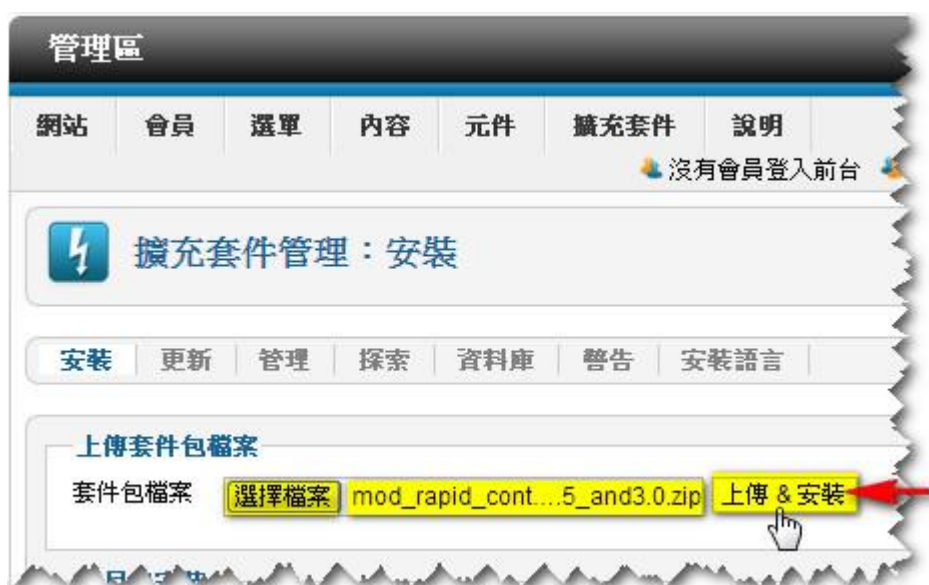 管理區
網站 會員 選單 內容 元件 擴充套件 說明
沒有會員登入前台
擴充套件管理：安裝
安裝 更新 管理 探索 資料庫 警告 安裝語言
上傳套件包檔案
套件包檔案 選擇檔案 mod_rapid_cont....5_and3.0.zip 上傳 & 安裝